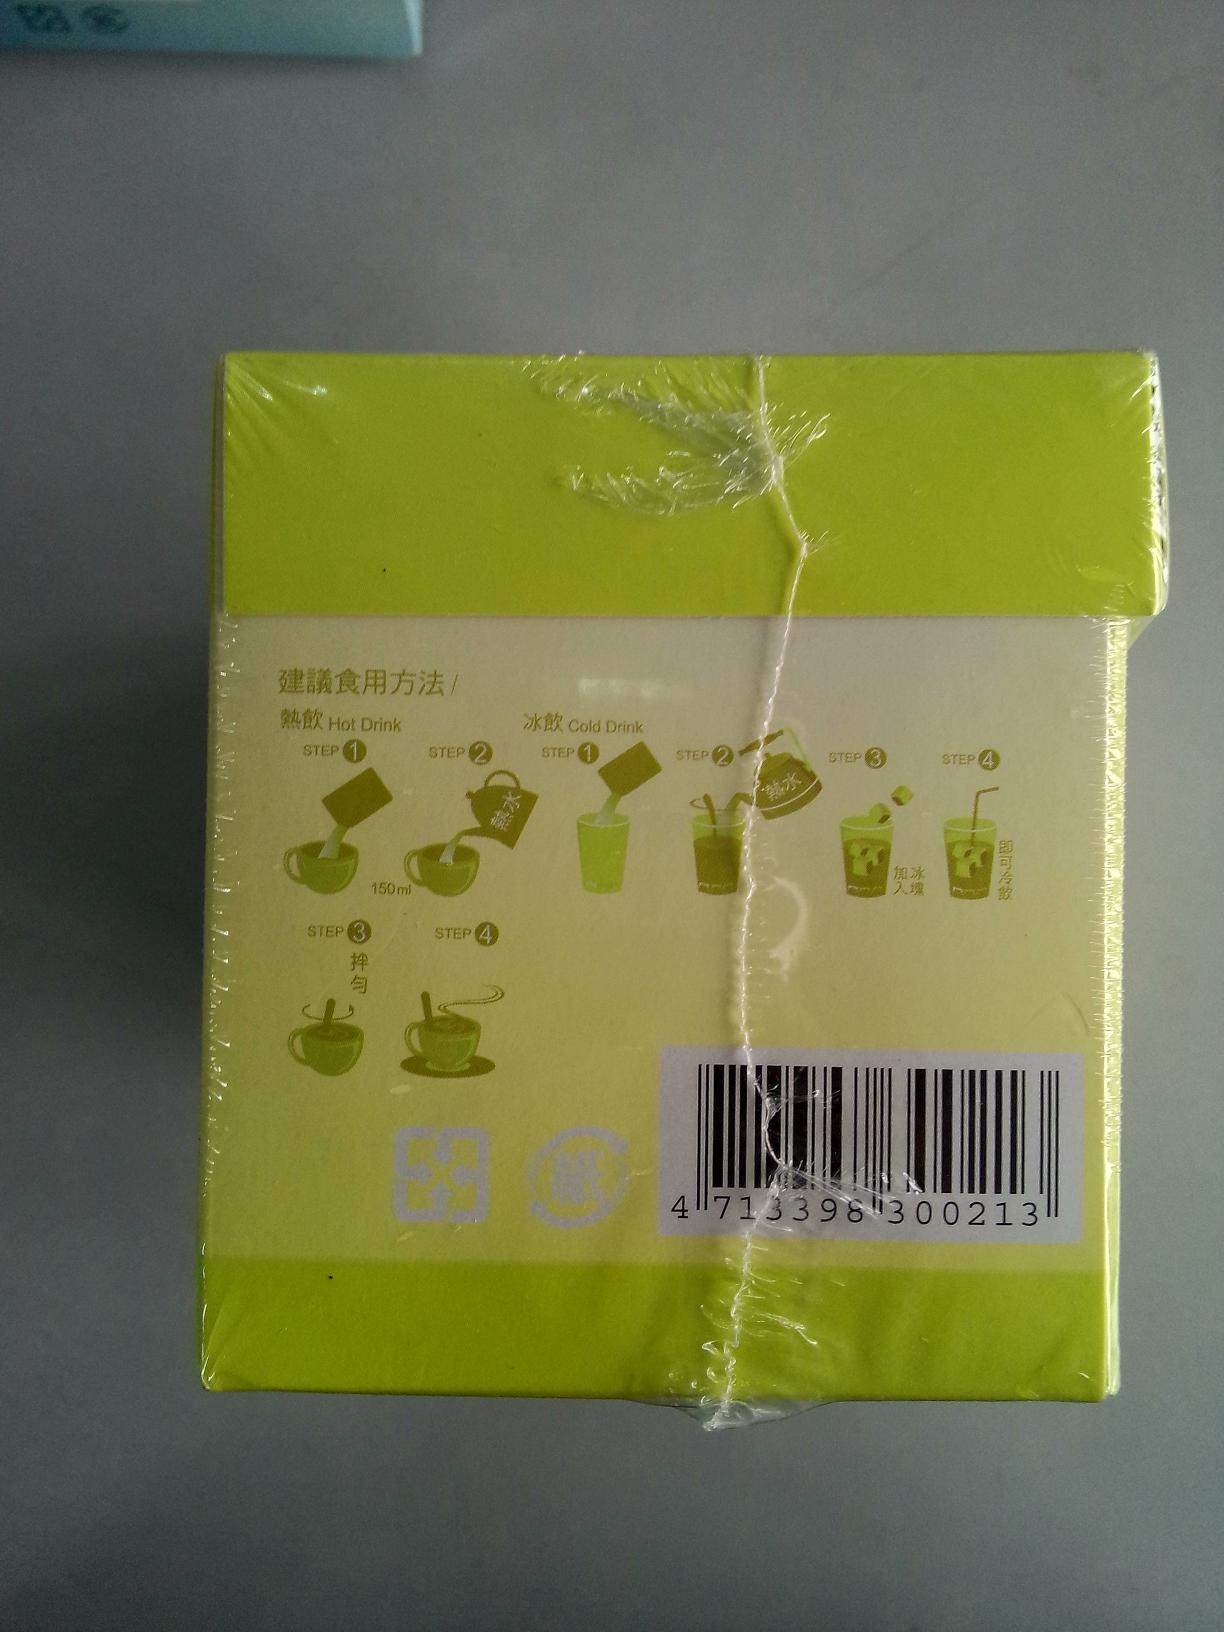 建議食用方法/
熱飲 Hot Drink
STEP 1
STEP 2
熱水
150ml
STEP 3
拌勻
STEP 4
冰飲 Cold Drink
STEP 1
STEP 2
熱水
STEP 3
加入冰塊
STEP 4
即可冷飲
紙
4 713398 300213